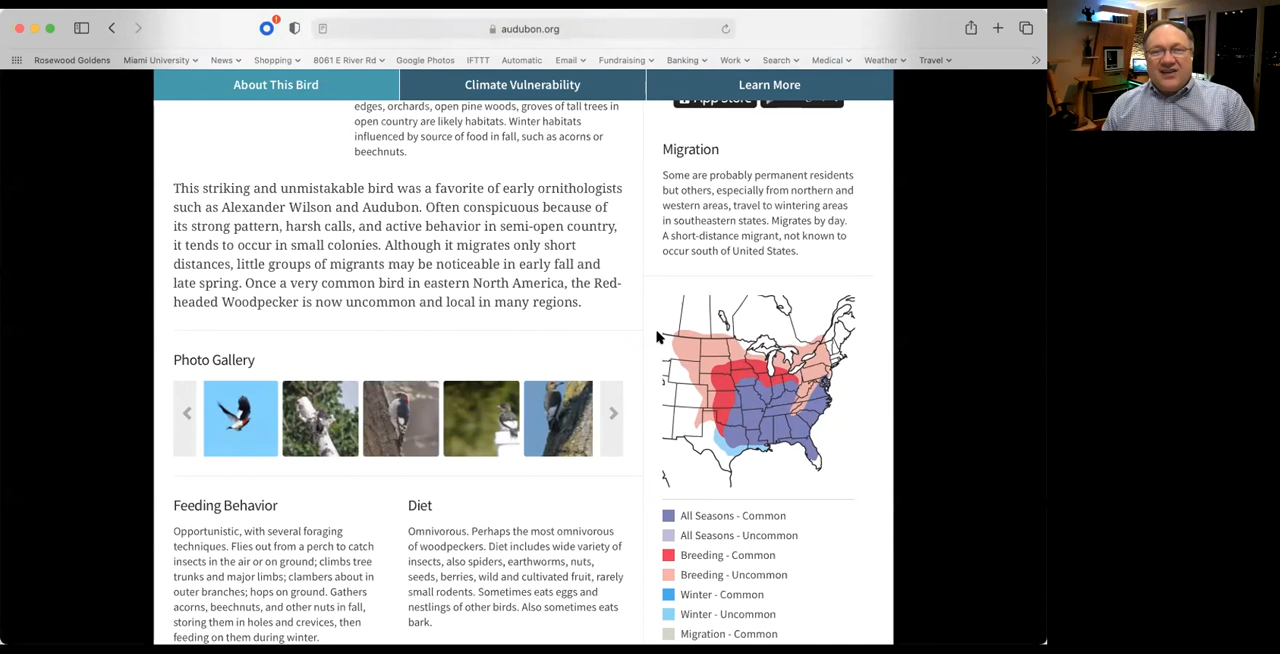 audubon.org
Rosewood Goldens
Miami University
News
Shopping
8061 E River Rd
Google Photos
IFTTT
Automatic
Email
Fundraising
Banking
Work
Search
Medical
Weather
Travel
About This Bird
Climate Vulnerability
Learn More
edges, orchards, open pine woods, groves of tall trees in
open country are likely habitats. Winter habitats
influenced by source of food in fall, such as acorns or
beechnuts.
This striking and unmistakable bird was a favorite of early ornithologists
such as Alexander Wilson and Audubon. Often conspicuous because of
its strong pattern, harsh calls, and active behavior in semi-open country,
it tends to occur in small colonies. Although it migrates only short
distances, little groups of migrants may be noticeable in early fall and
late spring. Once a very common bird in eastern North America, the Red-
headed Woodpecker is now uncommon and local in many regions.
Photo Gallery
Feeding Behavior
Opportunistic, with several foraging
techniques. Flies out from a perch to catch
insects in the air or on ground; climbs tree
trunks and major limbs; clambers about in
outer branches; hops on ground. Gathers
acorns, beechnuts, and other nuts in fall,
storing them in holes and crevices, then
feeding on them during winter.
Diet
Omnivorous. Perhaps the most omnivorous
of woodpeckers. Diet includes wide variety of
insects, also spiders, earthworms, nuts,
seeds, berries, wild and cultivated fruit, rarely
small rodents. Sometimes eats eggs and
nestlings of other birds. Also sometimes eats
bark.
App Store
Migration
Some are probably permanent residents
but others, especially from northern and
western areas, travel to wintering areas
in southeastern states. Migrates by day.
A short-distance migrant, not known to
occur south of United States.
All Seasons - Common
All Seasons - Uncommon
Breeding - Common
Breeding - Uncommon
Winter - Common
Winter - Uncommon
Migration - Common